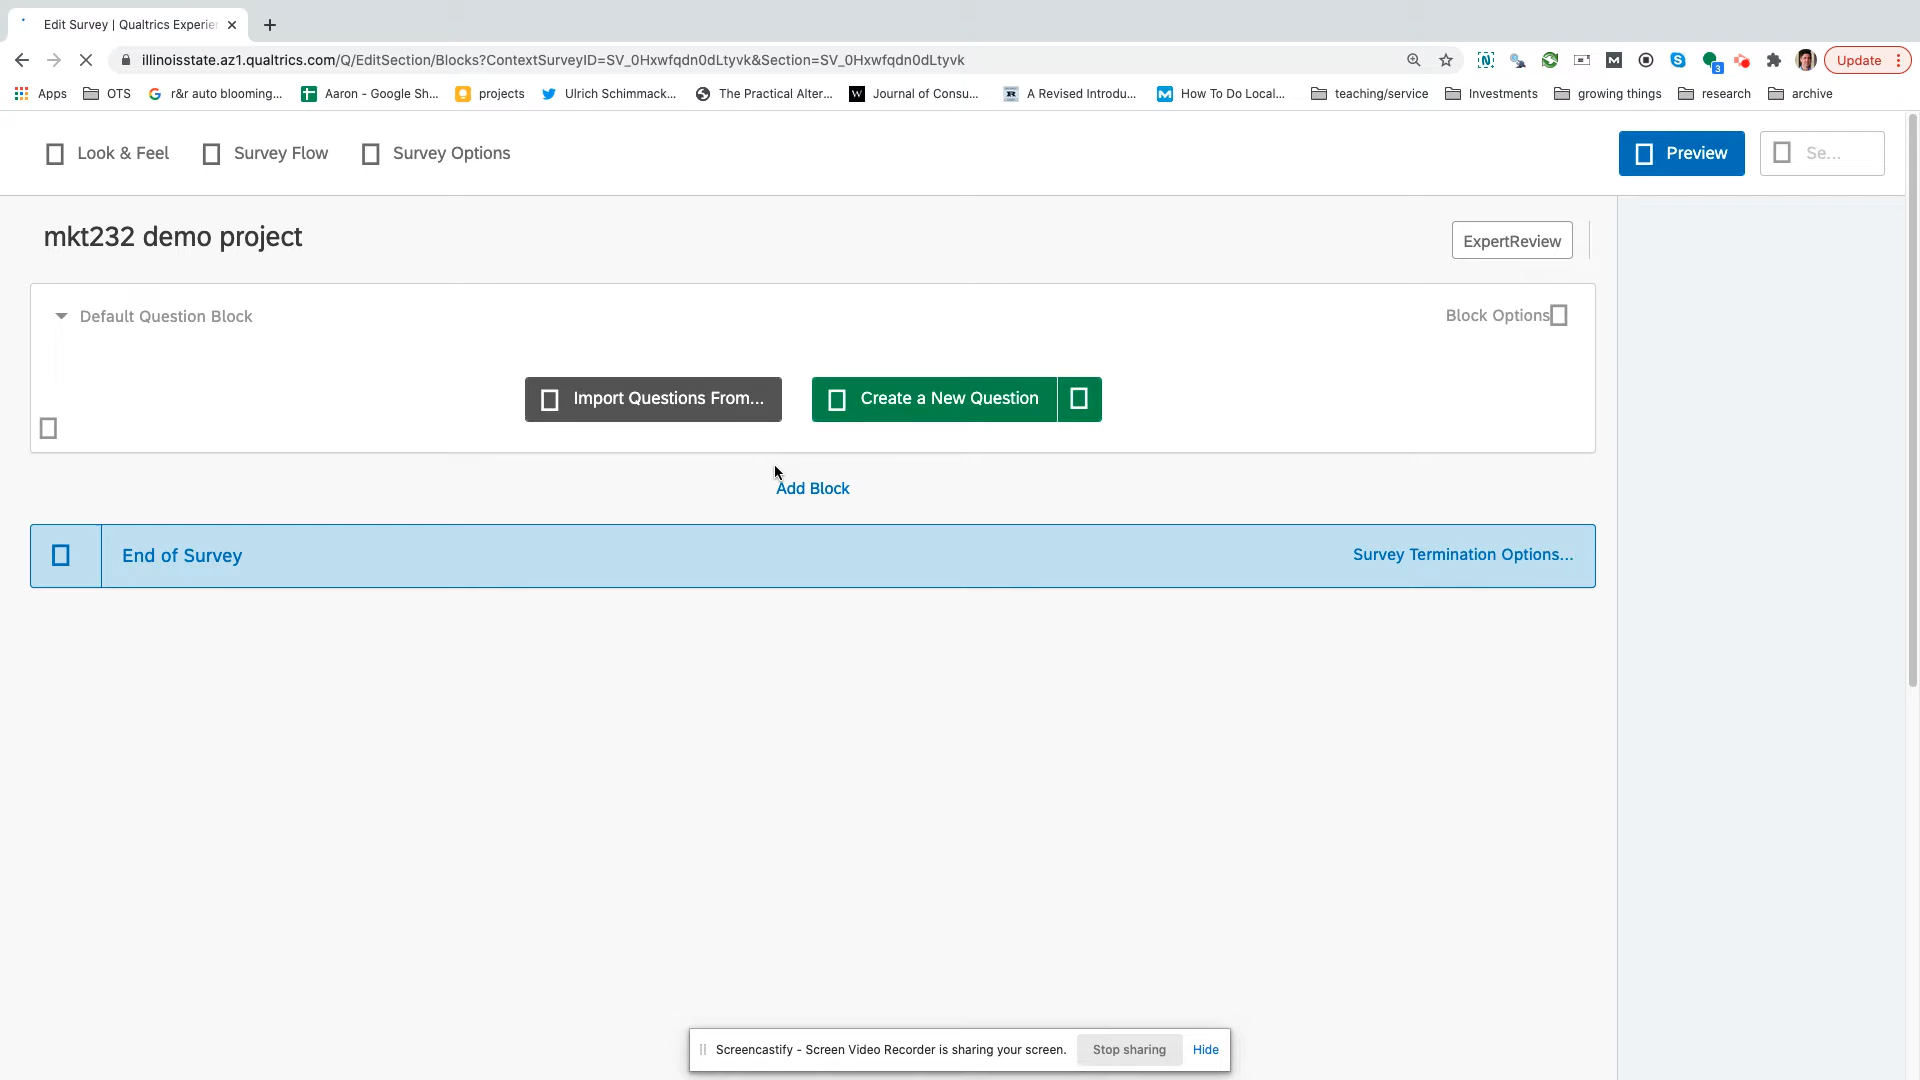 Edit Survey | Qualtrics Experie
illinoisstate.az1.qualtrics.com/Q/EditSection/Blocks?ContextSurveyID=SV_0Hxwfqdn0dLtyvk&Section=SV_0Hxwfqdn0dLtyvk
3
Update
Apps
OTS
r&r auto blooming...
Aaron - Google Sh...
projects
Ulrich Schimmack...
The Practical Alter...
Journal of Consu...
A Revised Introdu...
How To Do Local...
teaching/service
Investments
growing things
research
archive
Look & Feel
Survey Flow
Survey Options
Preview
Se...
mkt232 demo project
ExpertReview
Default Question Block
Block Options
Import Questions From...
Create a New Question
Add Block
End of Survey
Survey Termination Options...
Screencastify - Screen Video Recorder is sharing your screen.
Stop sharing
Hide